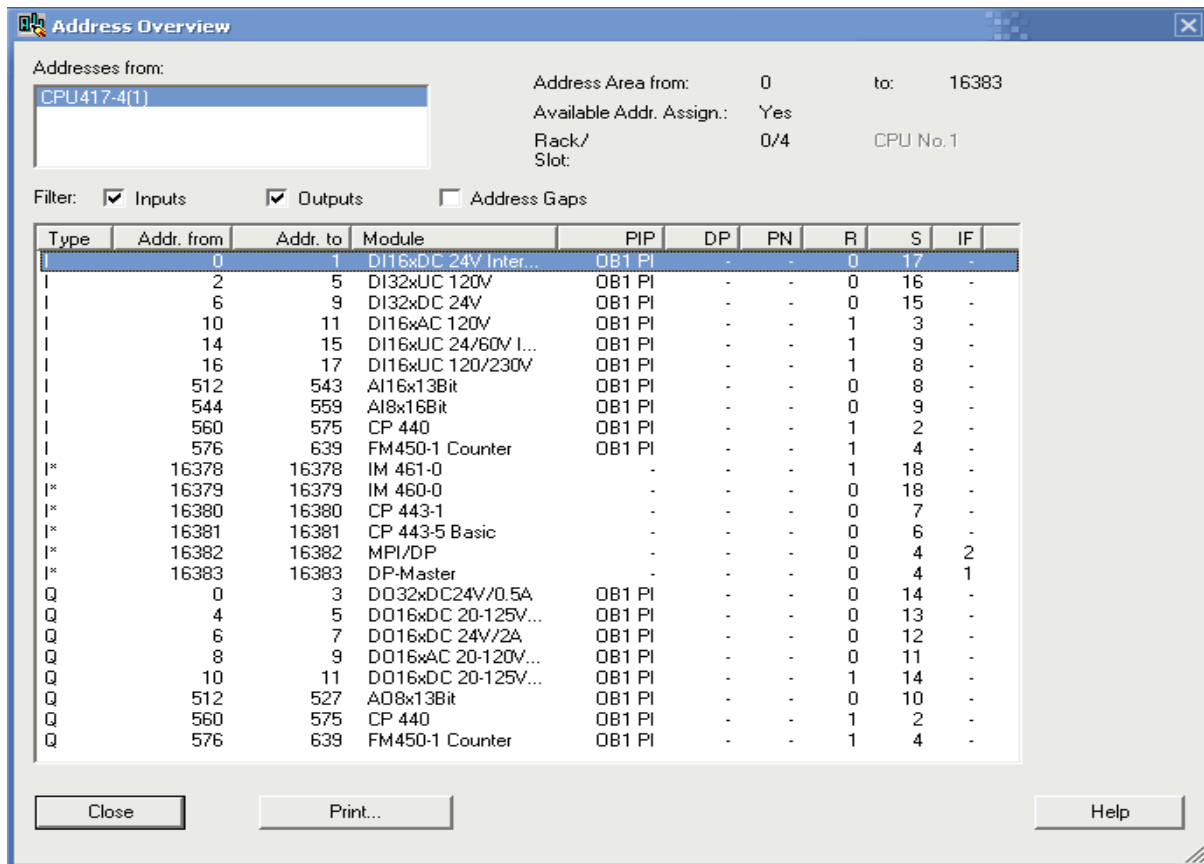 Address Overview
Addresses from:
CPU417-4(1)
Address Area from: 0 to: 16383
Available Addr. Assign.: Yes
Rack/ Slot: 0/4 CPU No.1
Filter: Inputs Outputs Address Gaps
Type Addr. from Addr. to Module PIP DP PN R S IF
I 0 1 DI16xDC 24V Inter... OB1 PI - - 0 17 -
I 2 5 DI32xUC 120V OB1 PI - - 0 16 -
I 6 9 DI32xDC 24V OB1 PI - - 0 15 -
I 10 11 DI16xAC 120V OB1 PI - - 1 3 -
I 14 15 DI16xUC 24/60V I... OB1 PI - - 1 9 -
I 16 17 DI16xUC 120/230V OB1 PI - - 1 8 -
I 512 543 AI16x13Bit OB1 PI - - 0 8 -
I 544 559 AI8x16Bit OB1 PI - - 0 9 -
I 560 575 CP 440 OB1 PI - - 1 2 -
I 576 639 FM450-1 Counter OB1 PI - - 1 4 -
I* 16378 16378 IM 461-0 - - - 1 18 -
I* 16379 16379 IM 460-0 - - - 0 18 -
I* 16380 16380 CP 443-1 - - - 0 7 -
I* 16381 16381 CP 443-5 Basic - - - 0 6 -
I* 16382 16382 MPI/DP - - - 0 4 2
I* 16383 16383 DP-Master - - - 0 4 1
Q 0 3 DO32xDC24V/0.5A OB1 PI - - 0 14 -
Q 4 5 DO16xDC 20-125V... OB1 PI - - 0 13 -
Q 6 7 DO16xDC 24V/2A OB1 PI - - 0 12 -
Q 8 9 DO16xAC 20-120V... OB1 PI - - 0 11 -
Q 10 11 DO16xDC 20-125V... OB1 PI - - 1 14 -
Q 512 527 AO8x13Bit OB1 PI - - 0 10 -
Q 560 575 CP 440 OB1 PI - - 1 2 -
Q 576 639 FM450-1 Counter OB1 PI - - 1 4 -
Close Print... Help